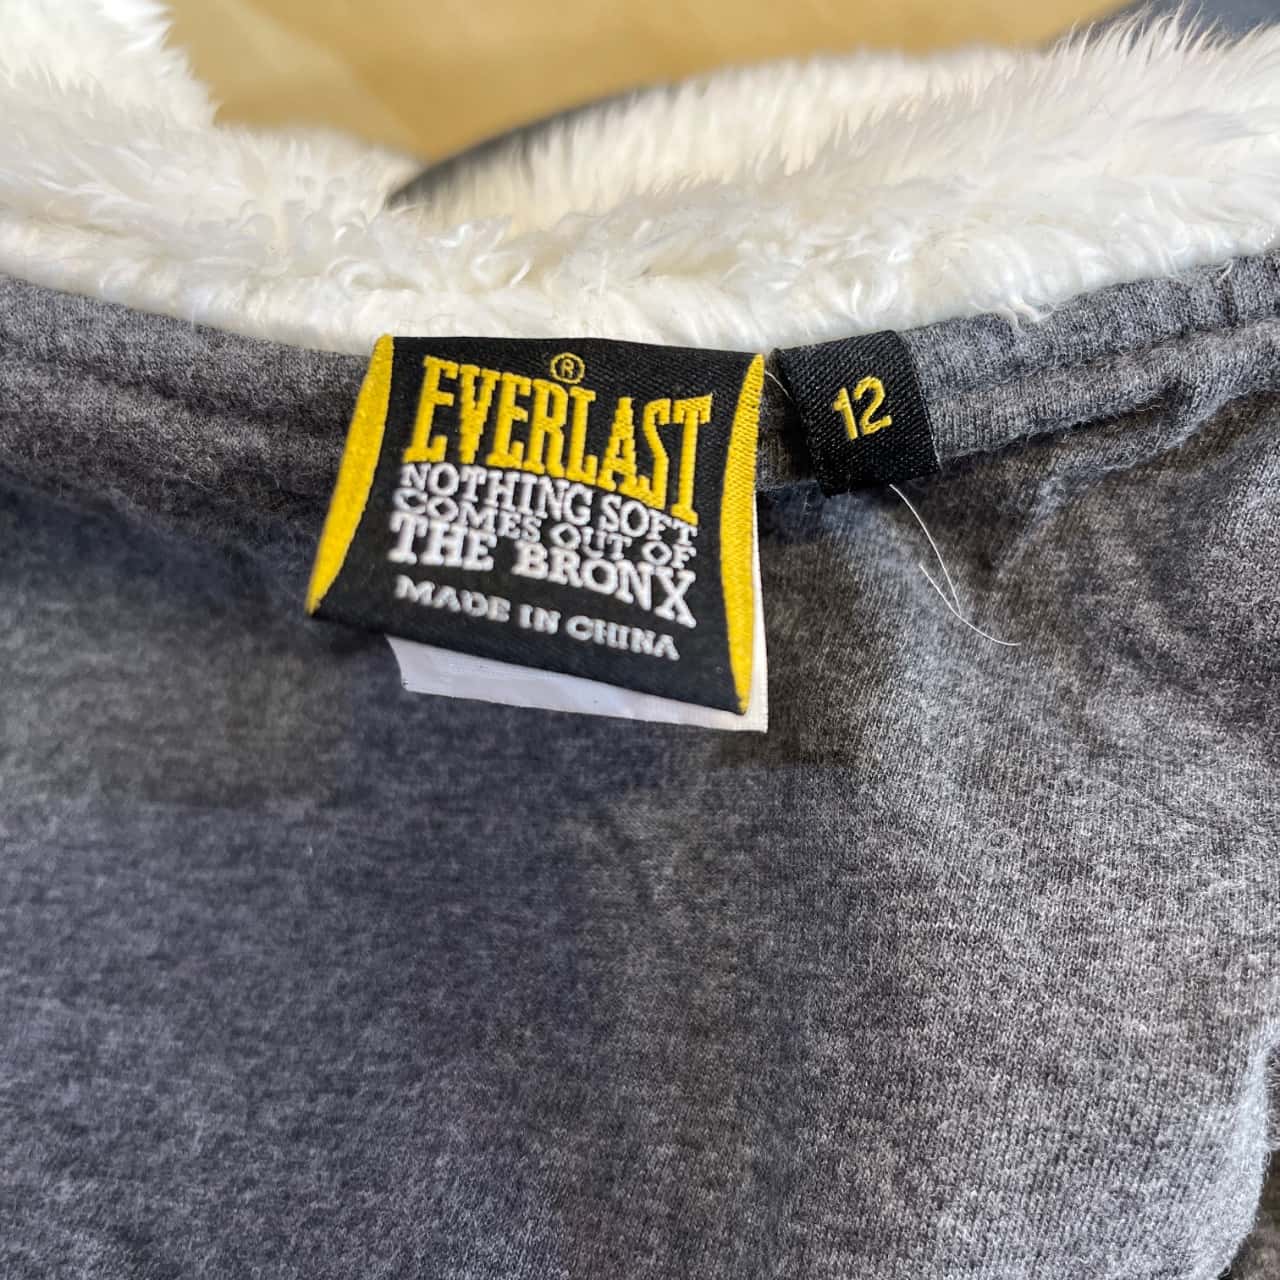 ®
EVERLAST
NOTHING SOFT
COMES OUT OF
THE BRONX
MADE IN CHINA
12